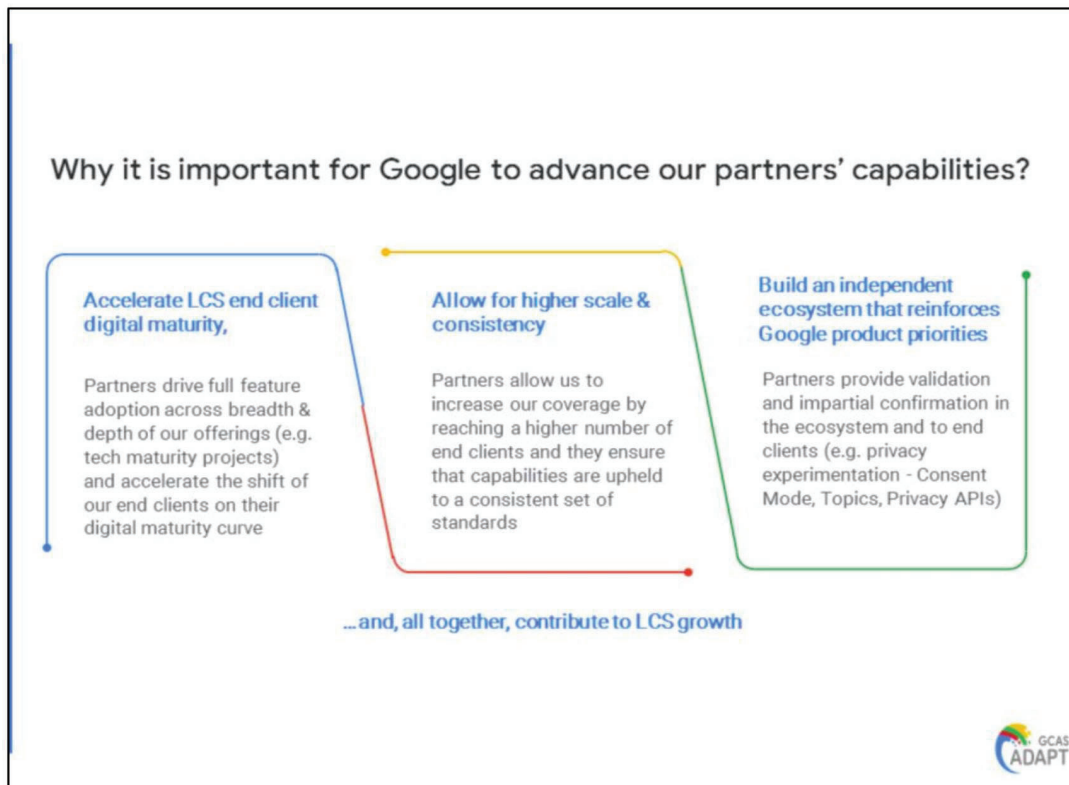 Why it is important for Google to advance our partners' capabilities?
Accelerate LCS end client
digital maturity,
Partners drive full feature
adoption across breadth &
depth of our offerings (e.g.
tech maturity projects)
and accelerate the shift of
our end clients on their
digital maturity curve
Allow for higher scale &
consistency
Partners allow us to
increase our coverage by
reaching a higher number of
end clients and they ensure
that capabilities are upheld
to a consistent set of
standards
Build an independent
ecosystem that reinforces
Google product priorities
Partners provide validation
and impartial confirmation in
the ecosystem and to end
clients (e.g. privacy
experimentation - Consent
Mode, Topics, Privacy APIs)
...and, all together, contribute to LCS growth
GCAS
ADAPT